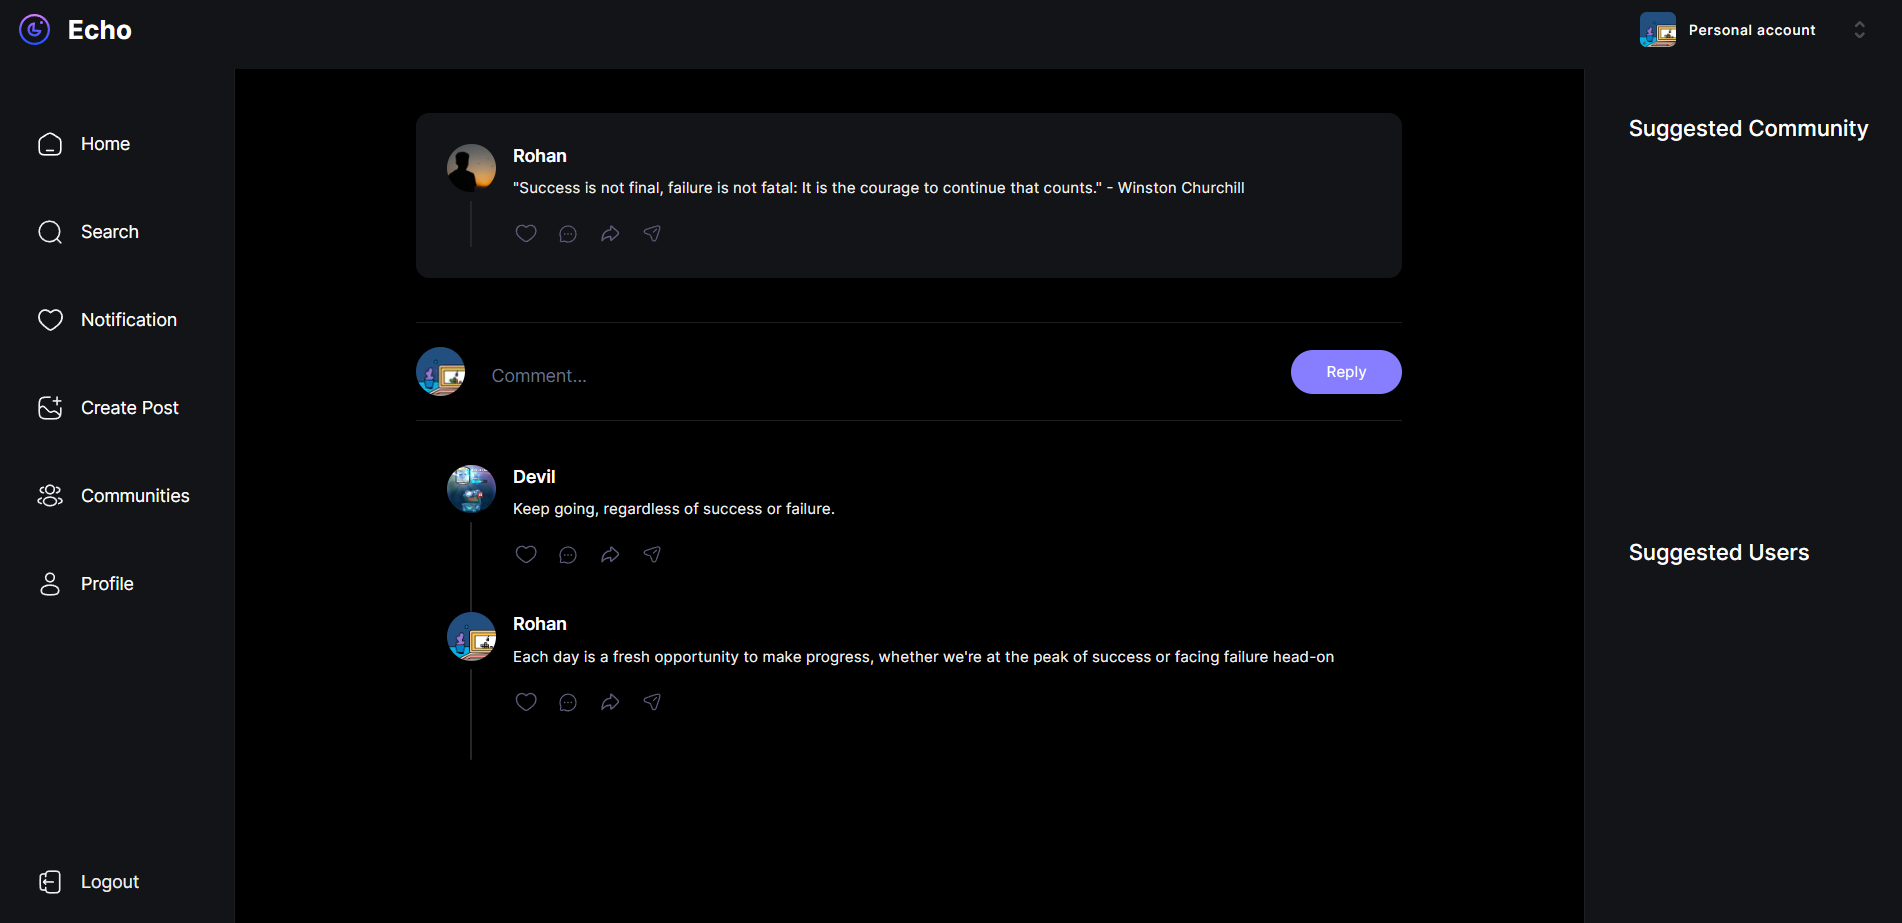 Echo
Personal account
Home
Search
Notification
Create Post
Communities
Profile
Logout
Rohan
"Success is not final, failure is not fatal: It is the courage to continue that counts." - Winston Churchill
Comment...
Reply
Devil
Keep going, regardless of success or failure.
Rohan
Each day is a fresh opportunity to make progress, whether we're at the peak of success or facing failure head-on
Suggested Community
Suggested Users